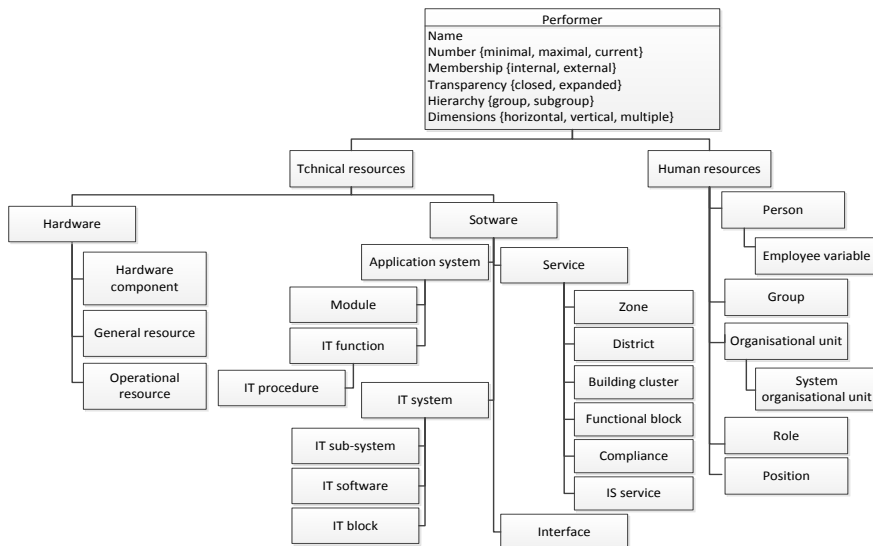 Performer
Name
Number {minimal, maximal, current}
Membership {internal, external}
Transparency {closed, expanded}
Hierarchy {group, subgroup}
Dimensions {horizontal, vertical, multiple}
Tchnical resources
Human resources
Hardware
Sotware
Person
Employee variable
Hardware
component
Application system
Service
Module
Zone
Group
General resource
IT function
District
Organisational unit
Operational
resource
IT procedure
IT system
Building cluster
System
organisational unit
Functional block
IT sub-system
Role
Compliance
Position
IT software
IS service
IT block
Interface